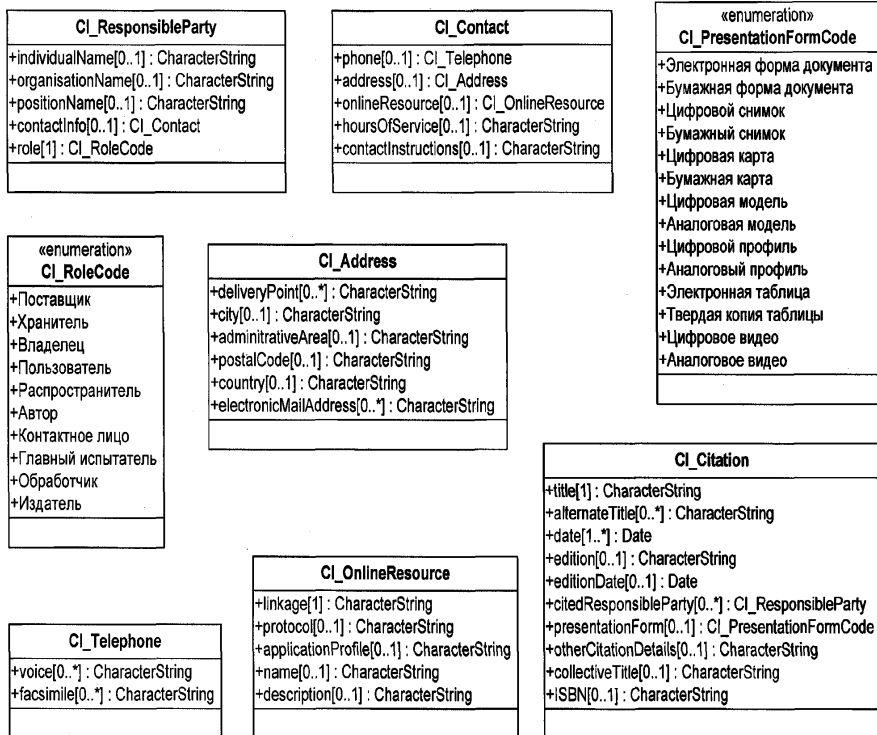 CI_ResponsibleParty
+individualName[0..1] : CharacterString
+organisationName[0..1] : CharacterString
+positionName[0..1] : CharacterString
+contactInfo[0..1] : CI_Contact
+role[1] : CI_RoleCode
CI_Contact
+phone[0..1] : CI_Telephone
+address[0..1] : CI_Address
+onlineResource[0..1] : CI_OnlineResource
+hoursOfService[0..1] : CharacterString
+contactInstructions[0..1] : CharacterString
«enumeration»
CI_PresentationFormCode
+Электронная форма документа
+Бумажная форма документа
+Цифровой снимок
+Бумажный снимок
+Цифровая карта
+Бумажная карта
+Цифровая модель
+Аналоговая модель
+Цифровой профиль
+Аналоговый профиль
+Электронная таблица
+Твердая копия таблицы
+Цифровое видео
+Аналоговое видео
«enumeration»
CI_RoleCode
+Поставщик
+Хранитель
+Владелец
+Пользователь
+Распространитель
+Автор
+Контактное лицо
+Главный испытатель
+Обработчик
+Издатель
CI_Address
+deliveryPoint[0..*] : CharacterString
+city[0..1] : CharacterString
+adminitrativeArea[0..1] : CharacterString
+postalCode[0..1] : CharacterString
+country[0..1] : CharacterString
+electronicMailAddress[0..*] : CharacterString
CI_Citation
+title[1] : CharacterString
+alternateTitle[0..*] : CharacterString
+date[1..*] : Date
+edition[0..1] : CharacterString
+editionDate[0..1] : Date
+citedResponsibleParty[0..*] : CI_ResponsibleParty
+presentationForm[0..1] : CI_PresentationFormCode
+otherCitationDetails[0..1] : CharacterString
+collectiveTitle[0..1] : CharacterString
+ISBN[0..1] : CharacterString
CI_OnlineResource
+linkage[1] : CharacterString
+protocol[0..1] : CharacterString
+applicationProfile[0..1] : CharacterString
+name[0..1] : CharacterString
+description[0..1] : CharacterString
CI_Telephone
+voice[0..*] : CharacterString
+facsimile[0..*] : CharacterString